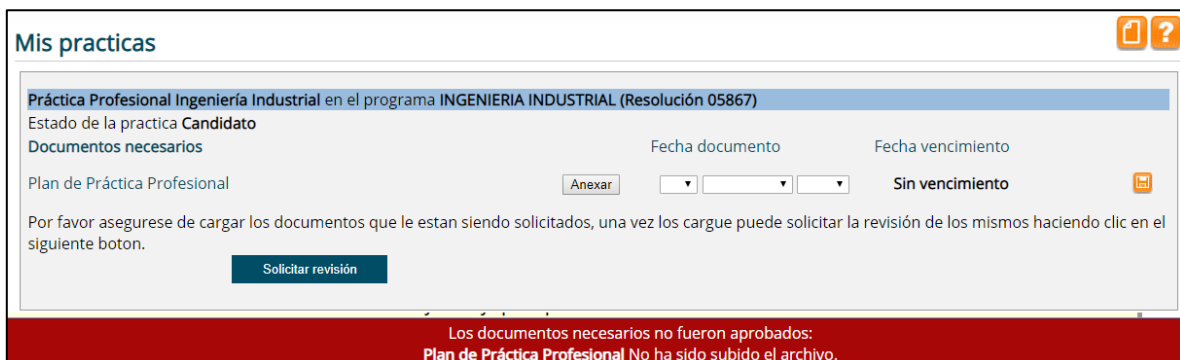 Mis practicas
Práctica Profesional Ingeniería Industrial en el programa INGENIERIA INDUSTRIAL (Resolución 05867)
Estado de la practica Candidato
Documentos necesarios Fecha documento Fecha vencimiento
Plan de Práctica Profesional Anexar Sin vencimiento
Por favor asegurese de cargar los documentos que le estan siendo solicitados, una vez los cargue puede solicitar la revisión de los mismos haciendo clic en el
siguiente boton.
Solicitar revisión
Los documentos necesarios no fueron aprobados:
Plan de Práctica Profesional No ha sido subido el archivo.